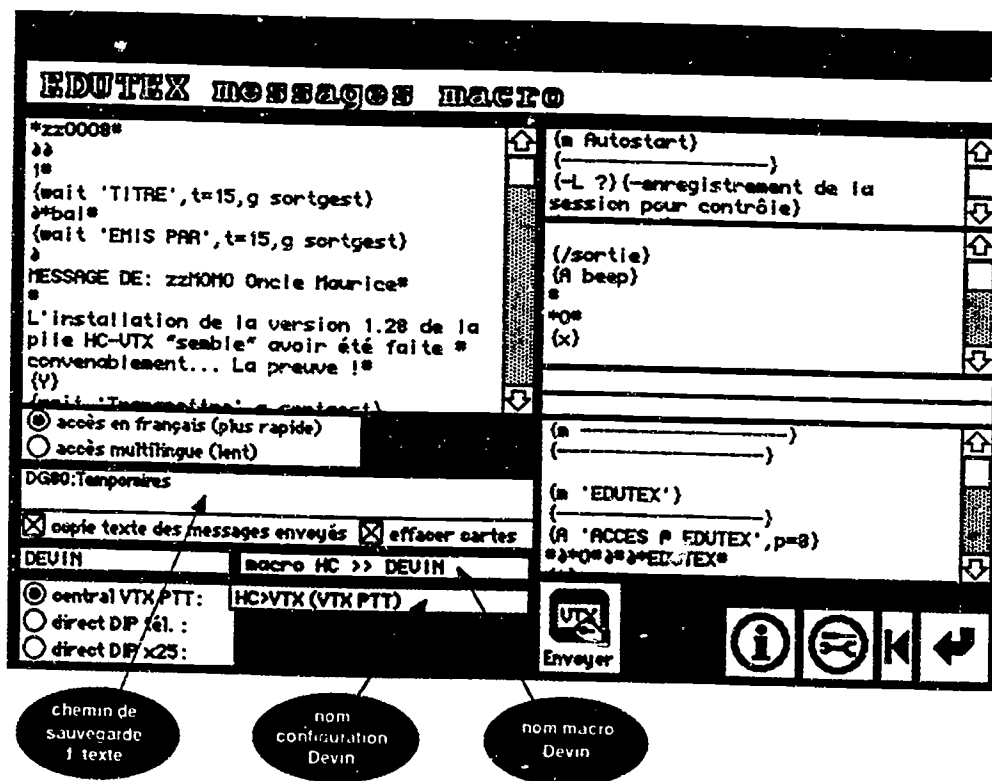 EDUTEX messages macro
*zz0008#
∂∂
1#
{wait 'TITRE',t=15,g sortgest}
∂*bal#
{wait 'EMIS PAR',t=15,g sortgest}
∂
MESSAGE DE: zzMOMO Oncle Maurice#
#
L'installation de la version 1.28 de la
pile HC-VTX "semble" avoir été faite #
convenablement... La preuve !#
{Y}
accès en français (plus rapide)
accès multilingue (lent)
DG80:Temporaires
copie texte des messages envoyés
effacer cartes
DEVIN
macro HC >> DEVIN
central VTX PTT:
HC>VTX (VTX PTT)
direct DIP tél. :
direct DIP x25:
{m Autostart}
{--------------------}
{-L ?}{-enregistrement de la
session pour contrôle}
{/sortie}
{A beep}
#
*0#
{x}
{m --------------------}
{--------------------}
{m 'EDUTEX'}
{--------------------}
{A 'ACCES A EDUTEX',p=8}
#∂*0#∂#∂*EDUTEX#
VTX
Envoyer
i
chemin de
sauvegarde
f. texte
nom
configuration
Devin
nom macro
Devin